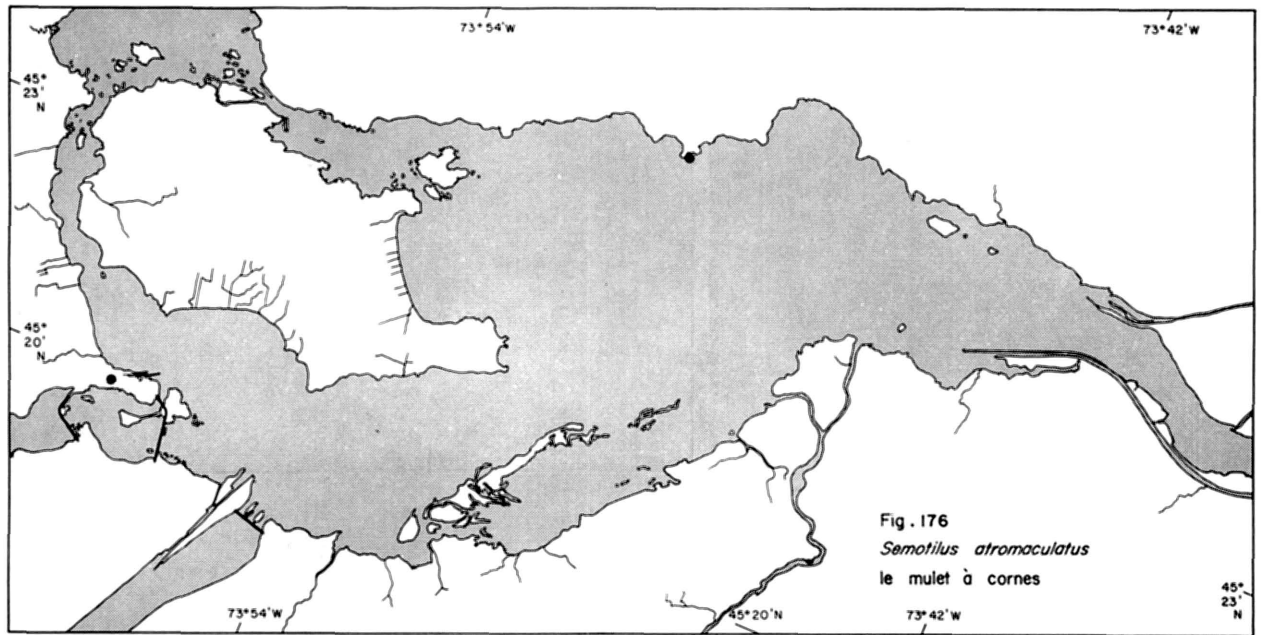 73°54'W
73°42'W
45°
23'
N
45°
20'
N
Fig. 176
Semotilus atromaculatus
le mulet à cornes
45°
23'
N
73°54'W
45°20'N
73°42'W